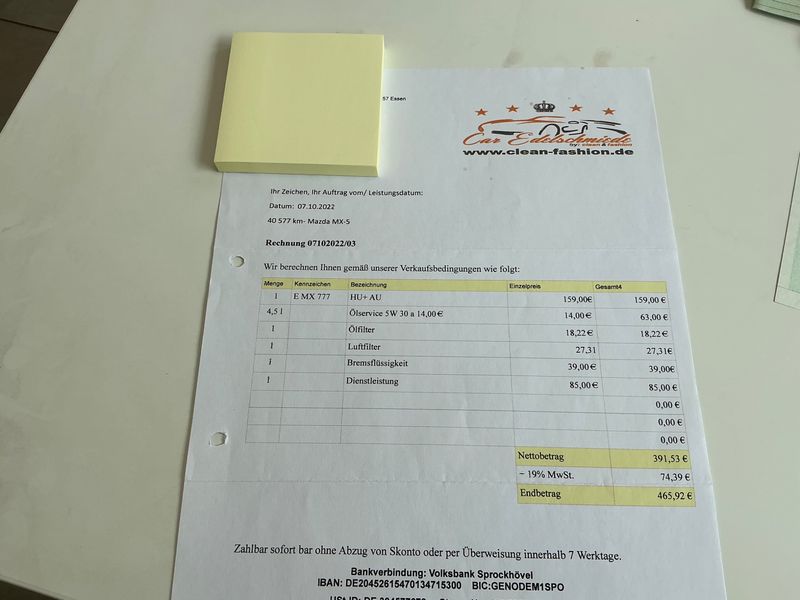 57 Essen
Car Edelschmiede
by: clean & fashion
www.clean-fashion.de
Ihr Zeichen, Ihr Auftrag vom/ Leistungsdatum:
Datum: 07.10.2022
40 577 km- Mazda MX-5
Rechnung 07102022/03
Wir berechnen Ihnen gemäß unserer Verkaufsbedingungen wie folgt:
Menge Kennzeichen Bezeichnung Einzelpreis Gesamt4
1 E MX 777 HU+ AU 159,00€ 159,00 €
4,5 l Ölservice 5W 30 a 14,00 € 14,00 € 63,00 €
1 Ölfilter 18,22 € 18,22 €
1 Luftfilter 27,31 27,31€
1 Bremsflüssigkeit 39,00 € 39,00€
1 Dienstleistung 85,00 € 85,00 €
0,00 €
0,00 €
0,00 €
Nettobetrag 391,53 €
~ 19% MwSt. 74,39 €
Endbetrag 465,92 €
Zahlbar sofort bar ohne Abzug von Skonto oder per Überweisung innerhalb 7 Werktage.
Bankverbindung: Volksbank Sprockhövel
IBAN: DE20452615470134715300 BIC:GENODEM1SPO